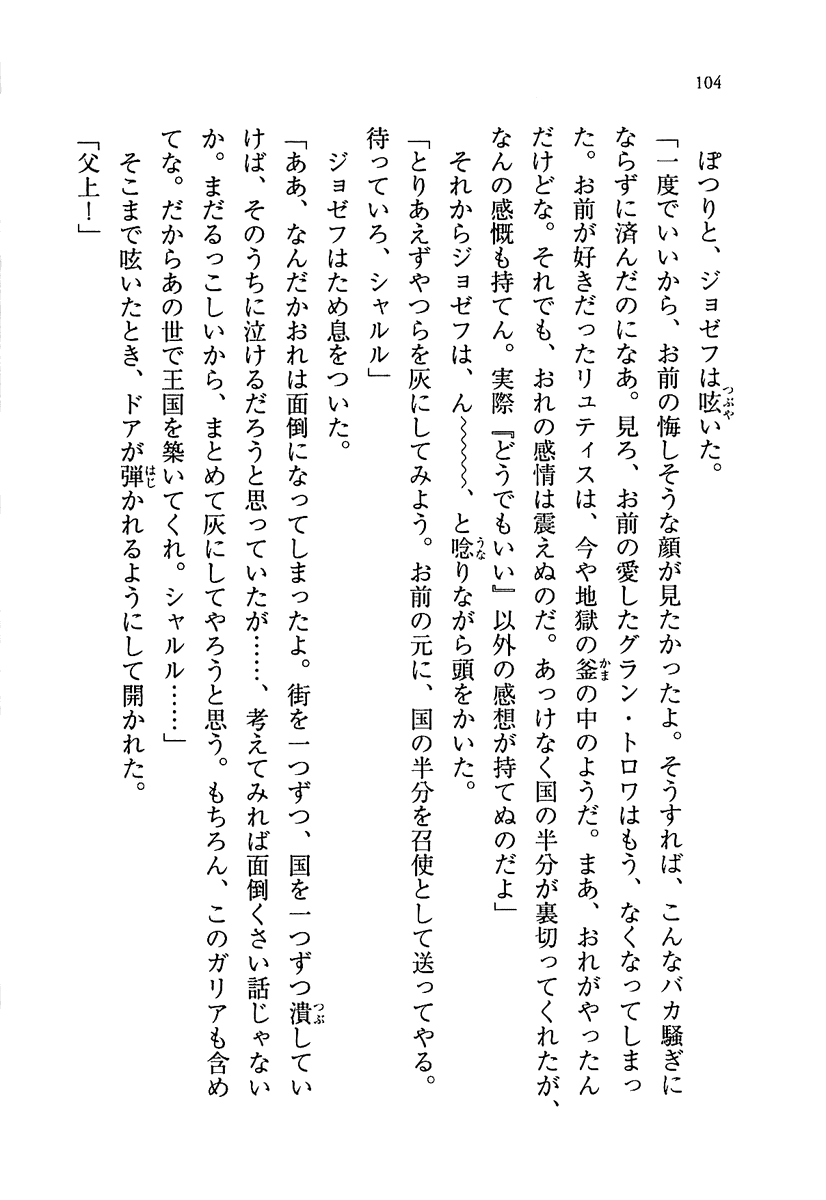 104
ぽつりと、ジョゼフは呟いた。
「一度でいいから、お前の悔しそうな顔が見たかったよ。そうすれば、こんなバカ騒ぎに
ならずに済んだのになあ。見ろ、お前の愛したグラン・トロワはもう、なくなってしまっ
た。お前が好きだったリュティスは、今や地獄の釜の中のようだ。まあ、おれがやったん
だけどな。それでも、おれの感情は震えぬのだ。あっけなく国の半分が裏切ってくれたが、
なんの感慨も持てん。実際『どうでもいい』以外の感想が持てぬのだよ」
それからジョゼフは、ん～～～～～、と唸りながら頭をかいた。
「とりあえずやつらを灰にしてみよう。お前の元に、国の半分を召使として送ってやる。
待っていろ、シャルル」
ジョゼフはため息をついた。
「ああ、なんだかおれは面倒になってしまったよ。街を一つずつ、国を一つずつ潰してい
けば、そのうちに泣けるだろうと思っていたが……、考えてみれば面倒くさい話じゃない
か。まだるっこしいから、まとめて灰にしてやろうと思う。もちろん、このガリアも含め
てな。だからあの世で王国を築いてくれ。シャルル……」
そこまで呟いたとき、ドアが弾かれるようにして開かれた。
「父上！」